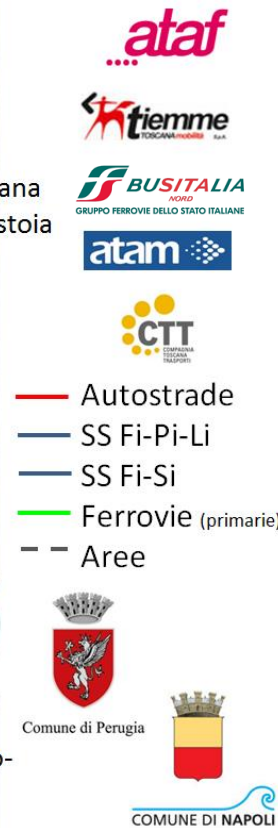 ....ataf
tiemme
TOSCANA mobilità S.p.A.
ana
BUSITALIA
NORD
stoia
GRUPPO FERROVIE DELLO STATO ITALIANE
atam
CTT
COMPAGNIA
TOSCANA
TRASPORTI
Autostrade
SS Fi-Pi-Li
SS Fi-Si
Ferrovie (primarie)
Aree
Comune di Perugia
o-
COMUNE DI NAPOLI